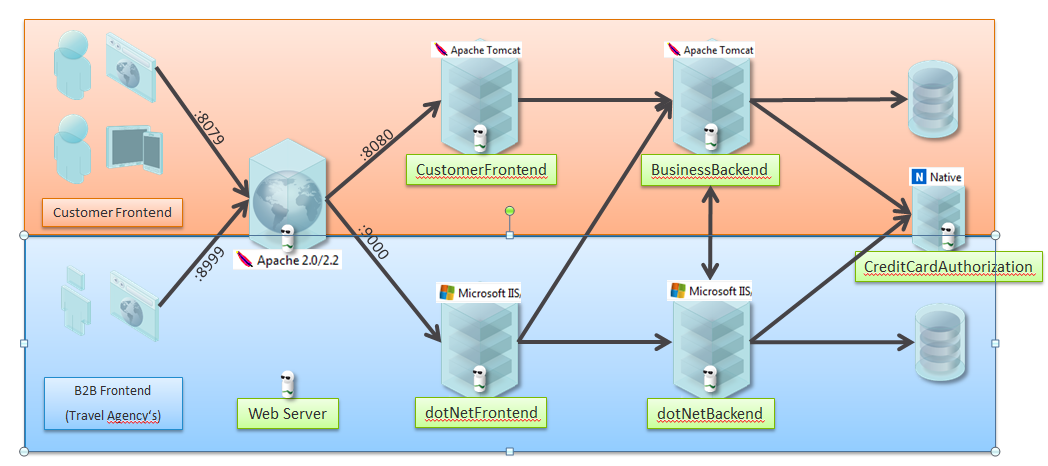 Apache Tomcat
Apache Tomcat
:8079
:8080
CustomerFrontend
BusinessBackend
Native
Customer Frontend
:8999
:9000
Apache 2.0/2.2
CreditCardAuthorization
Microsoft IIS
Microsoft IIS
B2B Frontend
(Travel Agency's)
Web Server
dotNetFrontend
dotNetBackend